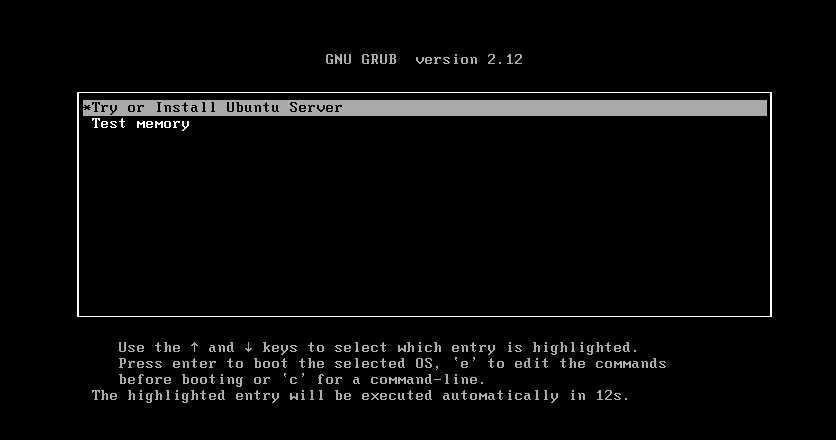 GNU GRUB  version 2.12
*Try or Install Ubuntu Server
Test memory
Use the ↑ and ↓ keys to select which entry is highlighted.
Press enter to boot the selected OS, `e' to edit the commands
before booting or `c' for a command-line.
The highlighted entry will be executed automatically in 12s.